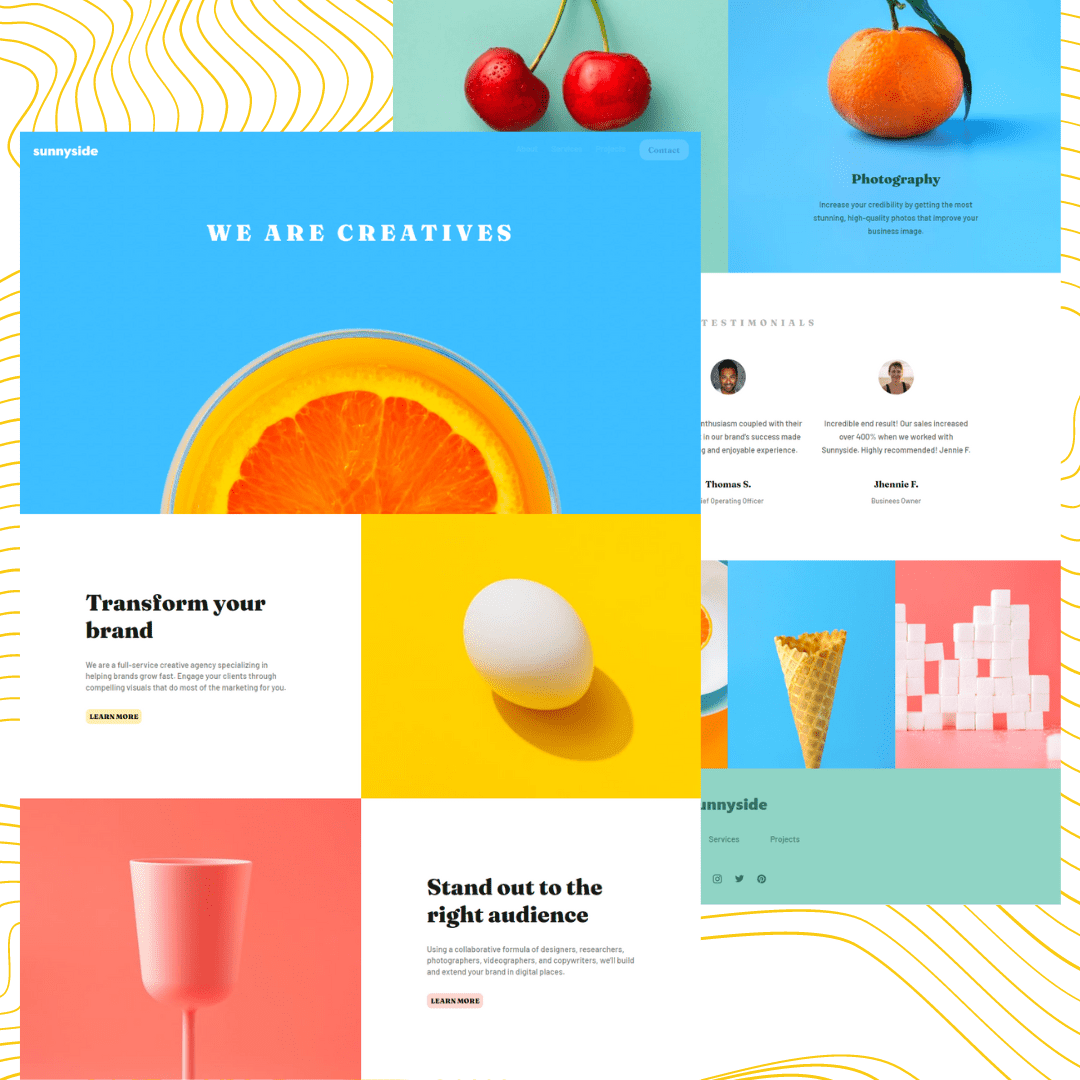 sunnyside
Contact
WE ARE CREATIVES
Transform your
brand
We are a full-service creative agency specializing in
helping brands grow fast. Engage your clients through
compelling visuals that do most of the marketing for you.
LEARN MORE
Stand out to the
right audience
Using a collaborative formula of designers, researchers,
photographers, videographers, and copywriters, we'll build
and extend your brand in digital places.
LEARN MORE
Photography
Increase your credibility by getting the most
stunning, high-quality photos that improve your
business image.
TESTIMONIALS
nthusiasm coupled with their
in our brand's success made
g and enjoyable experience.
Thomas S.
ief Operating Officer
Incredible end result! Our sales increased
over 400% when we worked with
Sunnyside. Highly recommended! Jennie F.
Jhennie F.
Businees Owner
unnyside
Services Projects